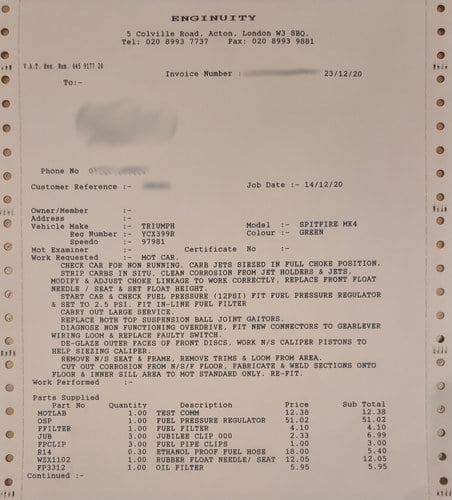 ENGINUITY
5 Colville Road, Acton, London W3 8BQ.
Tel: 020 8993 7737 Fax: 020 8993 9881
V.A.T. Reg. Num. 645 9177 20
Invoice Number :- 23/12/20
To:-
Phone No
Customer Reference :- Job Date :- 14/12/20
Owner/Member :-
Address :-
Vehicle Make :- TRIUMPH Model :- SPITFIRE MK4
Reg Number :- YCX399R Colour :- GREEN
Speedo :- 97981
Mot Examiner :- Certificate No :-
Work Requested :- MOT CAR.
CHECK CAR FOR NON RUNNING. CARB JETS SIEZED IN FULL CHOKE POSITION.
STRIP CARBS IN SITU. CLEAN CORROSION FROM JET HOLDERS & JETS.
MODIFY & ADJUST CHOKE LINKAGE TO WORK CORRECTLY. REPLACE FRONT FLOAT
NEEDLE / SEAT & SET FLOAT HEIGHT.
START CAR & CHECK FUEL PRESSURE (12PSI) FIT FUEL PRESSURE REGULATOR
& SET TO 2.5 PSI. FIT IN-LINE FUEL FILTER
CARRY OUT LARGE SERVICE.
REPLACE BOTH TOP SUSPENSION BALL JOINT GAITORS.
DIAGNOSE NON FUNCTIONING OVERDRIVE. FIT NEW CONNECTORS TO GEARLEVER
WIRING LOOM & REPLACE FAULTY SWITCH.
DE-GLAZE OUTER FACES OF FRONT DISCS. WORK N/S CALIPER PISTONS TO
HELP SIEZING CALIPER.
REMOVE N/S SEAT & FRAME. REMOVE TRIMS & LOOM FROM AREA.
CUT OUT CORROSION FROM N/S/F FLOOR. FABRICATE & WELD SECTIONS ONTO
FLOOR & INNER SILL AREA TO MOT STANDARD ONLY. RE-FIT.
Work Performed :-
Parts Supplied
Part No Quantity Description Price Sub Total
MOTLAB 1.00 TEST COMM 12.38 12.38
OSP 1.00 FUEL PRESSURE REGULATOR 51.02 51.02
FFILTER 1.00 FUEL FILTER 4.10 4.10
JUB 3.00 JUBILEE CLIP 000 2.33 6.99
FPCLIP 3.00 FUEL PIPE CLIPS 1.00 3.00
R14 0.30 ETHANOL PROOF FUEL HOSE 18.00 5.40
WZX1102 1.00 RUBBER FLOAT NEEDLE/ SEAT 12.05 12.05
FP3312 1.00 OIL FILTER 5.95 5.95
Continued :-